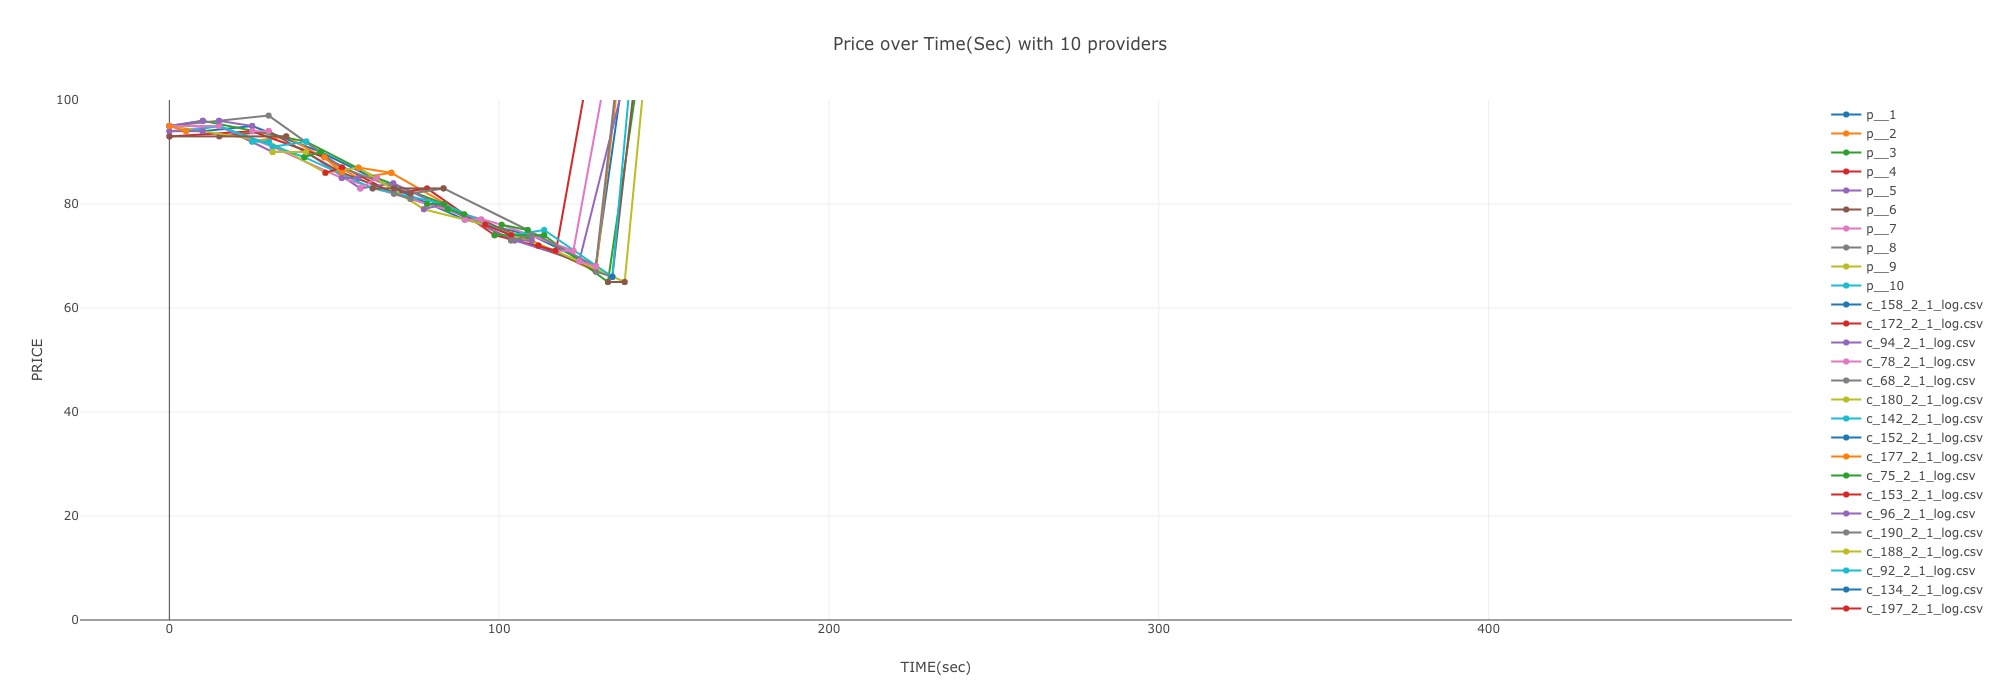 Price over Time(Sec) with 10 providers
100
80
60
40
20
0
PRICE
0 100 200 300 400
TIME(sec)
p__1
p__2
p__3
p__4
p__5
p__6
p__7
p__8
p__9
p__10
c_158_2_1_log.csv
c_172_2_1_log.csv
c_94_2_1_log.csv
c_78_2_1_log.csv
c_68_2_1_log.csv
c_180_2_1_log.csv
c_142_2_1_log.csv
c_152_2_1_log.csv
c_177_2_1_log.csv
c_75_2_1_log.csv
c_153_2_1_log.csv
c_96_2_1_log.csv
c_190_2_1_log.csv
c_188_2_1_log.csv
c_92_2_1_log.csv
c_134_2_1_log.csv
c_197_2_1_log.csv